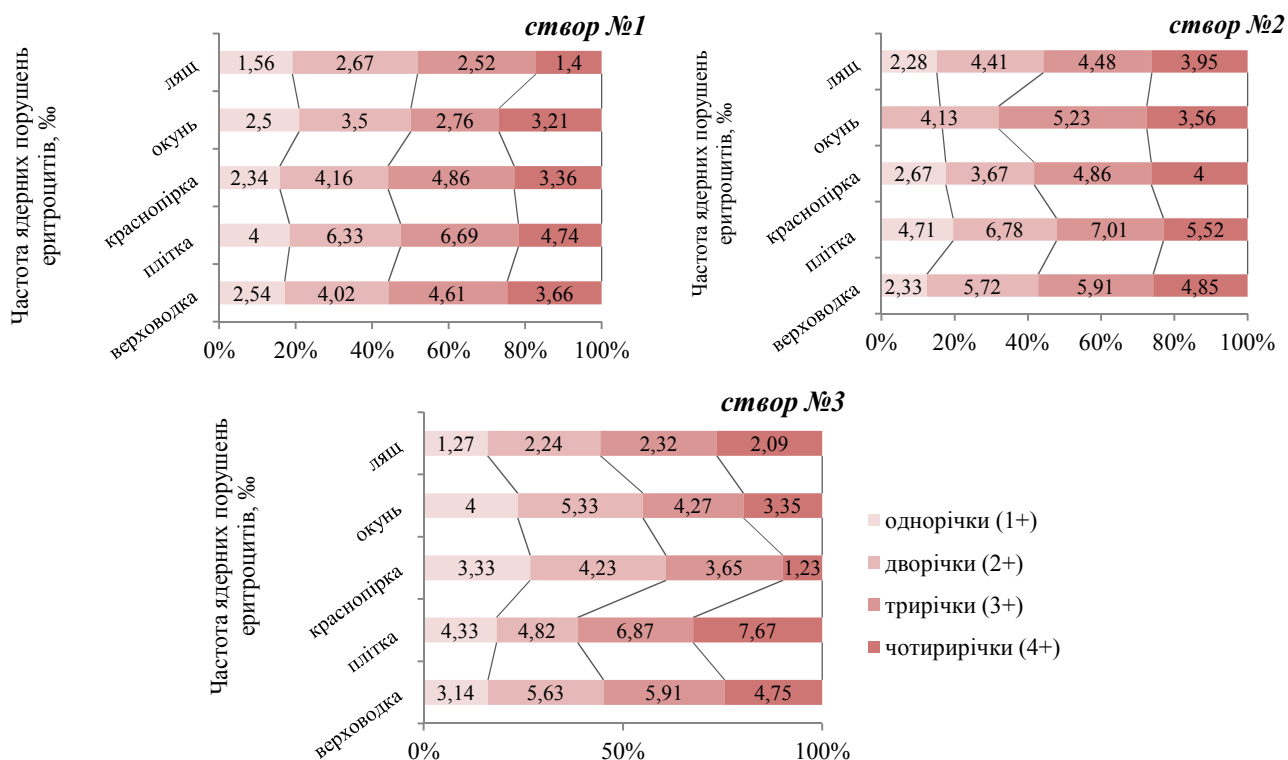 створ №1
Частота ядерних порушень
еритроцитів, ‰
лящ
1,56 2,67 2,52 1,4
окунь
2,5 3,5 2,76 3,21
краснопірка
2,34 4,16 4,86 3,36
плітка
4 6,33 6,69 4,74
верховодка
2,54 4,02 4,61 3,66
0% 20% 40% 60% 80% 100%
створ №2
Частота ядерних порушень
еритроцитів, ‰
лящ
2,28 4,41 4,48 3,95
окунь
4,13 5,23 3,56
краснопірка
2,67 3,67 4,86 4
плітка
4,71 6,78 7,01 5,52
верховодка
2,33 5,72 5,91 4,85
0% 20% 40% 60% 80% 100%
створ №3
Частота ядерних порушень
еритроцитів, ‰
лящ
1,27 2,24 2,32 2,09
окунь
4 5,33 4,27 3,35
краснопірка
3,33 4,23 3,65 1,23
плітка
4,33 4,82 6,87 7,67
верховодка
3,14 5,63 5,91 4,75
0% 50% 100%
однорічки (1+)
дворічки (2+)
трирічки (3+)
чотирирічки (4+)